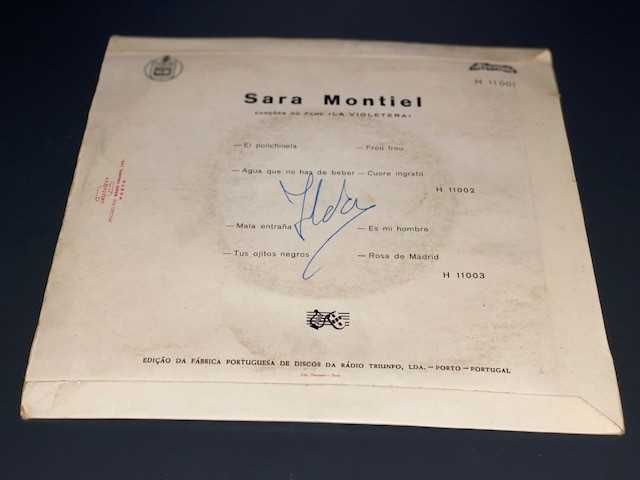 H 11001
Sara Montiel
CANÇÕES DO FILME «LA VIOLETERA»
— El polichinela — Frou frou
— Agua que no has de beber — Cuore ingrato
H 11002
Ilda
— Mala entraña — Es mi hombre
— Tus ojitos negros — Rosa de Madrid
H 11003
EDIÇÃO DA FÁBRICA PORTUGUESA DE DISCOS DA RÁDIO TRIUNFO, LDA. — PORTO — PORTUGAL